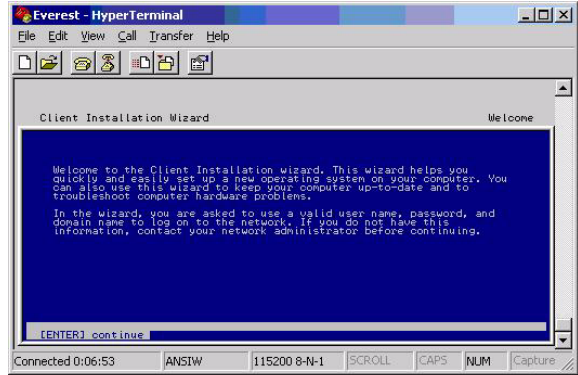 Everest - HyperTerminal
File Edit View Call Transfer Help
Client Installation Wizard Welcome
Welcome to the Client Installation wizard. This wizard helps you
quickly and easily set up a new operating system on your computer. You
can also use this wizard to keep your computer up-to-date and to
troubleshoot computer hardware problems.
In the wizard, you are asked to use a valid user name, password, and
domain name to log on to the network. If you do not have this
information, contact your network administrator before continuing.
[ENTER] continue
Connected 0:06:53 ANSIW 115200 8-N-1 SCROLL CAPS NUM Capture